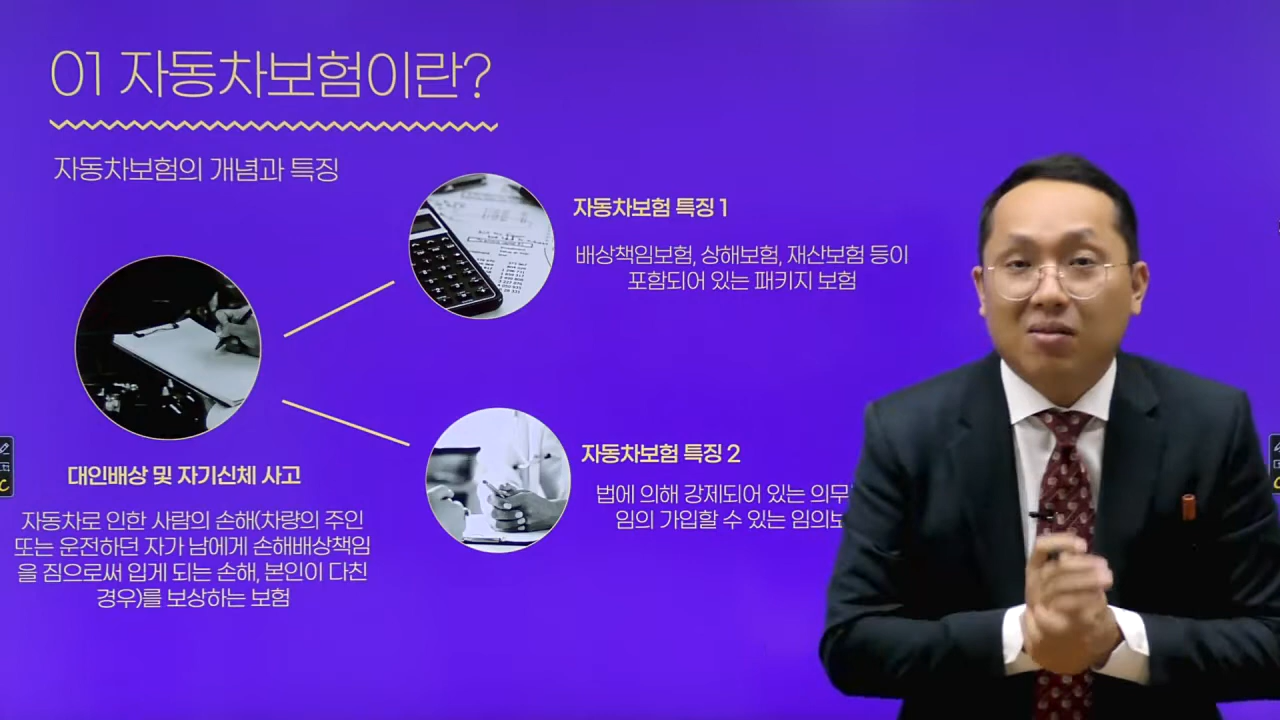 01 자동차보험이란?
자동차보험의 개념과 특징
자동차보험 특징 1
배상책임보험, 상해보험, 재산보험 등이
포함되어 있는 패키지 보험
대인배상 및 자기신체 사고
자동차로 인한 사람의 손해(차량의 주인
또는 운전하던 자가 남에게 손해배상책임
을 짐으로써 입게 되는 손해, 본인이 다친
경우)를 보상하는 보험
자동차보험 특징 2
법에 의해 강제되어 있는
임의 가입할 수 있는